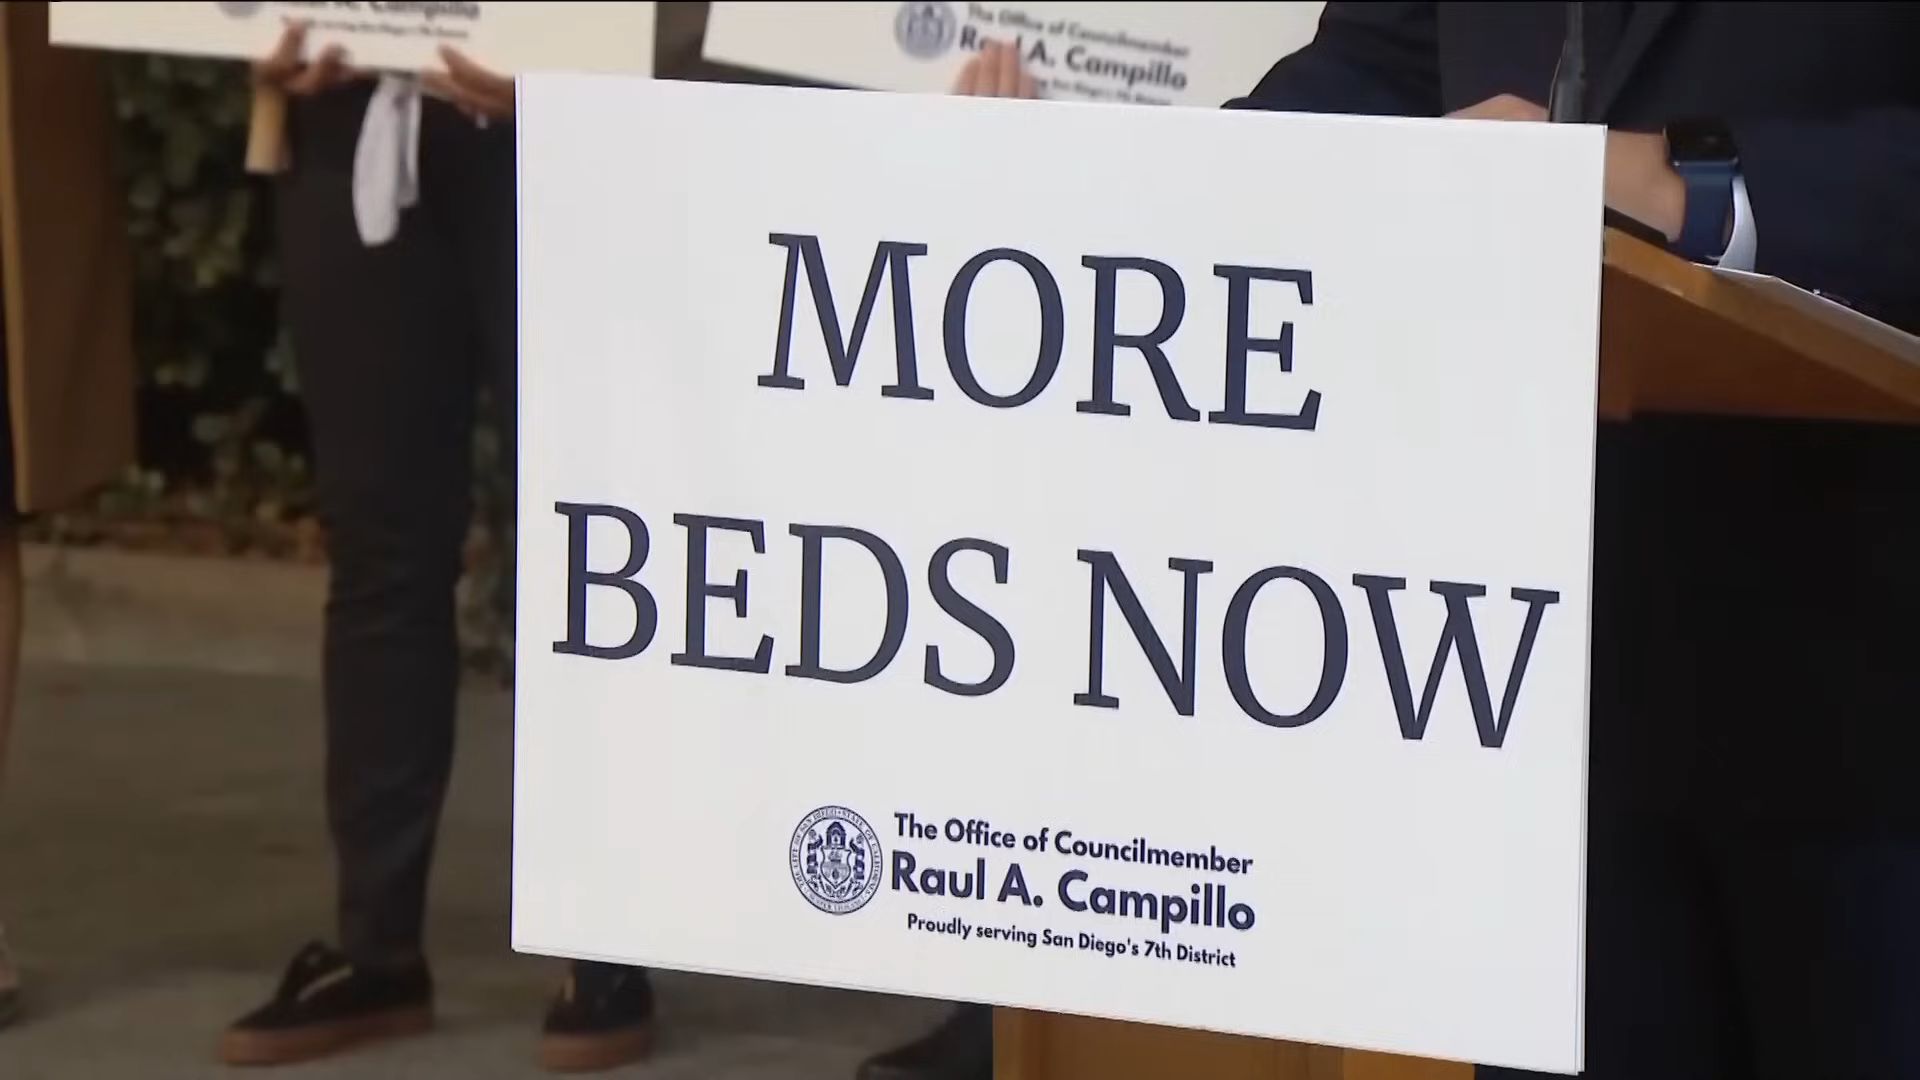 Raul A. Campillo
The Office of Councilmember
A. Campillo
MORE
BEDS NOW
The Office of Councilmember
Raul A. Campillo
Proudly serving San Diego's 7th District